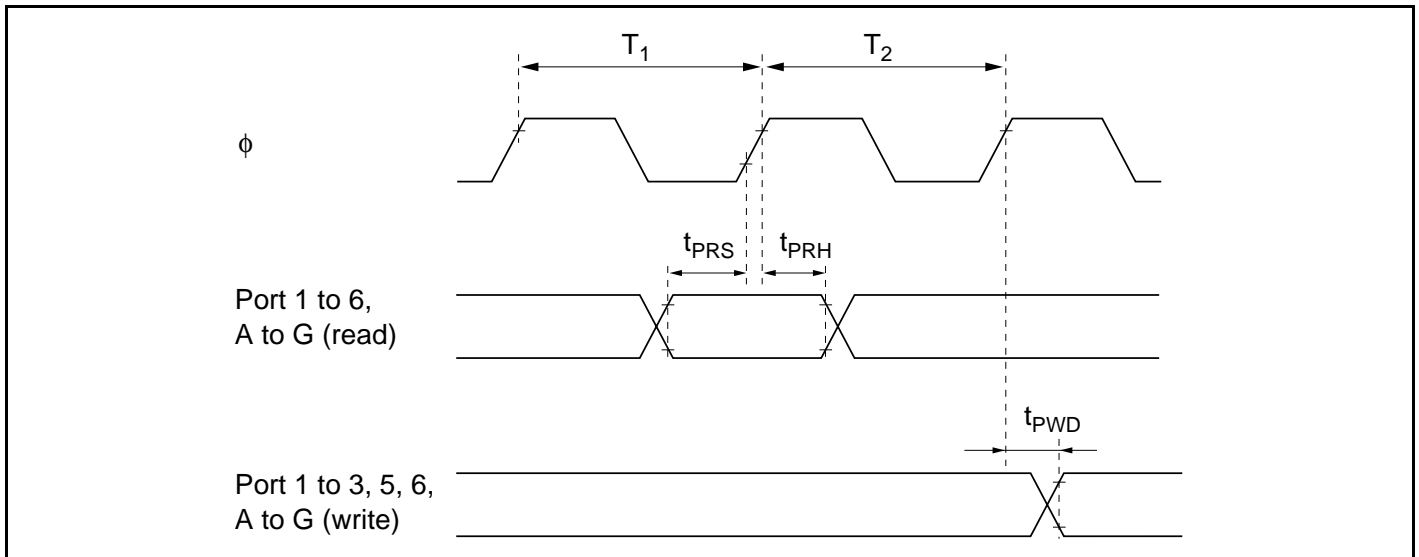 T1
T2
ϕ
tPRS
tPRH
Port 1 to 6,
A to G (read)
tPWD
Port 1 to 3, 5, 6,
A to G (write)